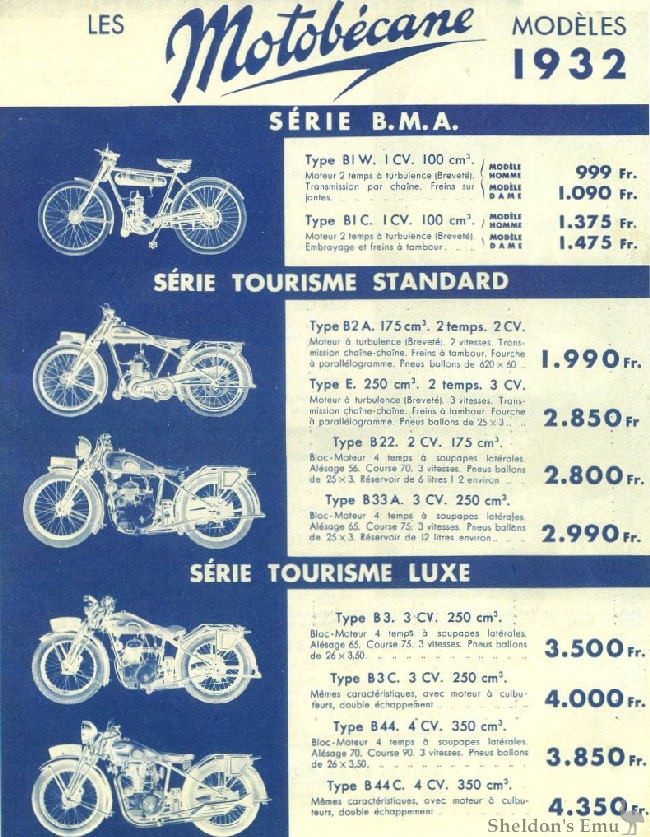 LES Motobécane MODÈLES
1932
SÉRIE B.M.A.
Type B1W. 1CV. 100 cm³. MODÈLE HOMME 999 Fr.
Moteur 2 temps à turbulence (Breveté).
Transmission par chaîne. Freins sur MODÈLE DAME 1.090 Fr.
jantes.
Type B1C. 1CV. 100 cm³. MODÈLE HOMME 1.375 Fr.
Moteur 2 temps à turbulence (Breveté). MODÈLE DAME 1.475 Fr.
Embrayage et freins à tambour.
SÉRIE TOURISME STANDARD
Type B2A. 175 cm³. 2 temps. 2 CV.
Moteur à turbulence (Breveté). 2 vitesses. Trans-
mission chaîne-chaîne. Freins à tambour. Fourche
à parallélogramme. Pneus ballons de 620 x 60 .. 1.990 Fr.
Type E. 250 cm³. 2 temps. 3 CV.
Moteur à turbulence (Breveté). 3 vitesses. Trans-
mission chaîne-chaîne. Freins à tambour. Fourche
à parallélogramme. Pneus ballons de 25 x 3 .. 2.850 Fr
Type B22. 2 CV. 175 cm³.
Bloc-Moteur 4 temps à soupapes latérales.
Alésage 56. Course 70. 3 vitesses. Pneus ballons
de 25 x 3. Réservoir de 6 litres 1 2 environ .. 2.800 Fr.
Type B33A. 3 CV. 250 cm³.
Bloc-Moteur 4 temps à soupapes latérales.
Alésage 65. Course 75. 3 vitesses. Pneus ballons
de 25 x 3. Réservoir de 12 litres environ .. 2.990 Fr.
SÉRIE TOURISME LUXE
Type B3. 3 CV. 250 cm³.
Bloc-Moteur 4 temps à soupapes latérales.
Alésage 65. Course 75. 3 vitesses. Pneus ballons
de 26 x 3,50. 3.500 Fr.
Type B3C. 3 CV. 250 cm³.
Mêmes caractéristiques, avec moteur à culbu-
teurs, double échappement 4.000 Fr.
Type B44. 4 CV. 350 cm³.
Bloc-Moteur 4 temps à soupapes latérales.
Alésage 70. Course 90. 3 vitesses. Pneus ballons
de 26 x 3,50. 3.850 Fr.
Type B44C. 4 CV. 350 cm³.
Mêmes caractéristiques, avec moteur à culbu-
teurs, double échappement 4.350 Fr.
Sheldon's Emu